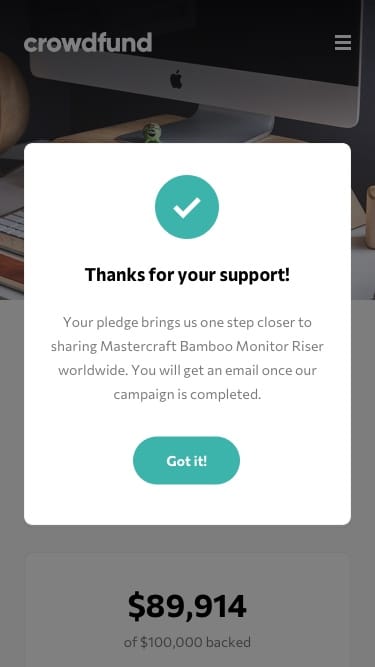 crowdfund
Thanks for your support!
Your pledge brings us one step closer to
sharing Mastercraft Bamboo Monitor Riser
worldwide. You will get an email once our
campaign is completed.
Got it!
$89,914
of $100,000 backed